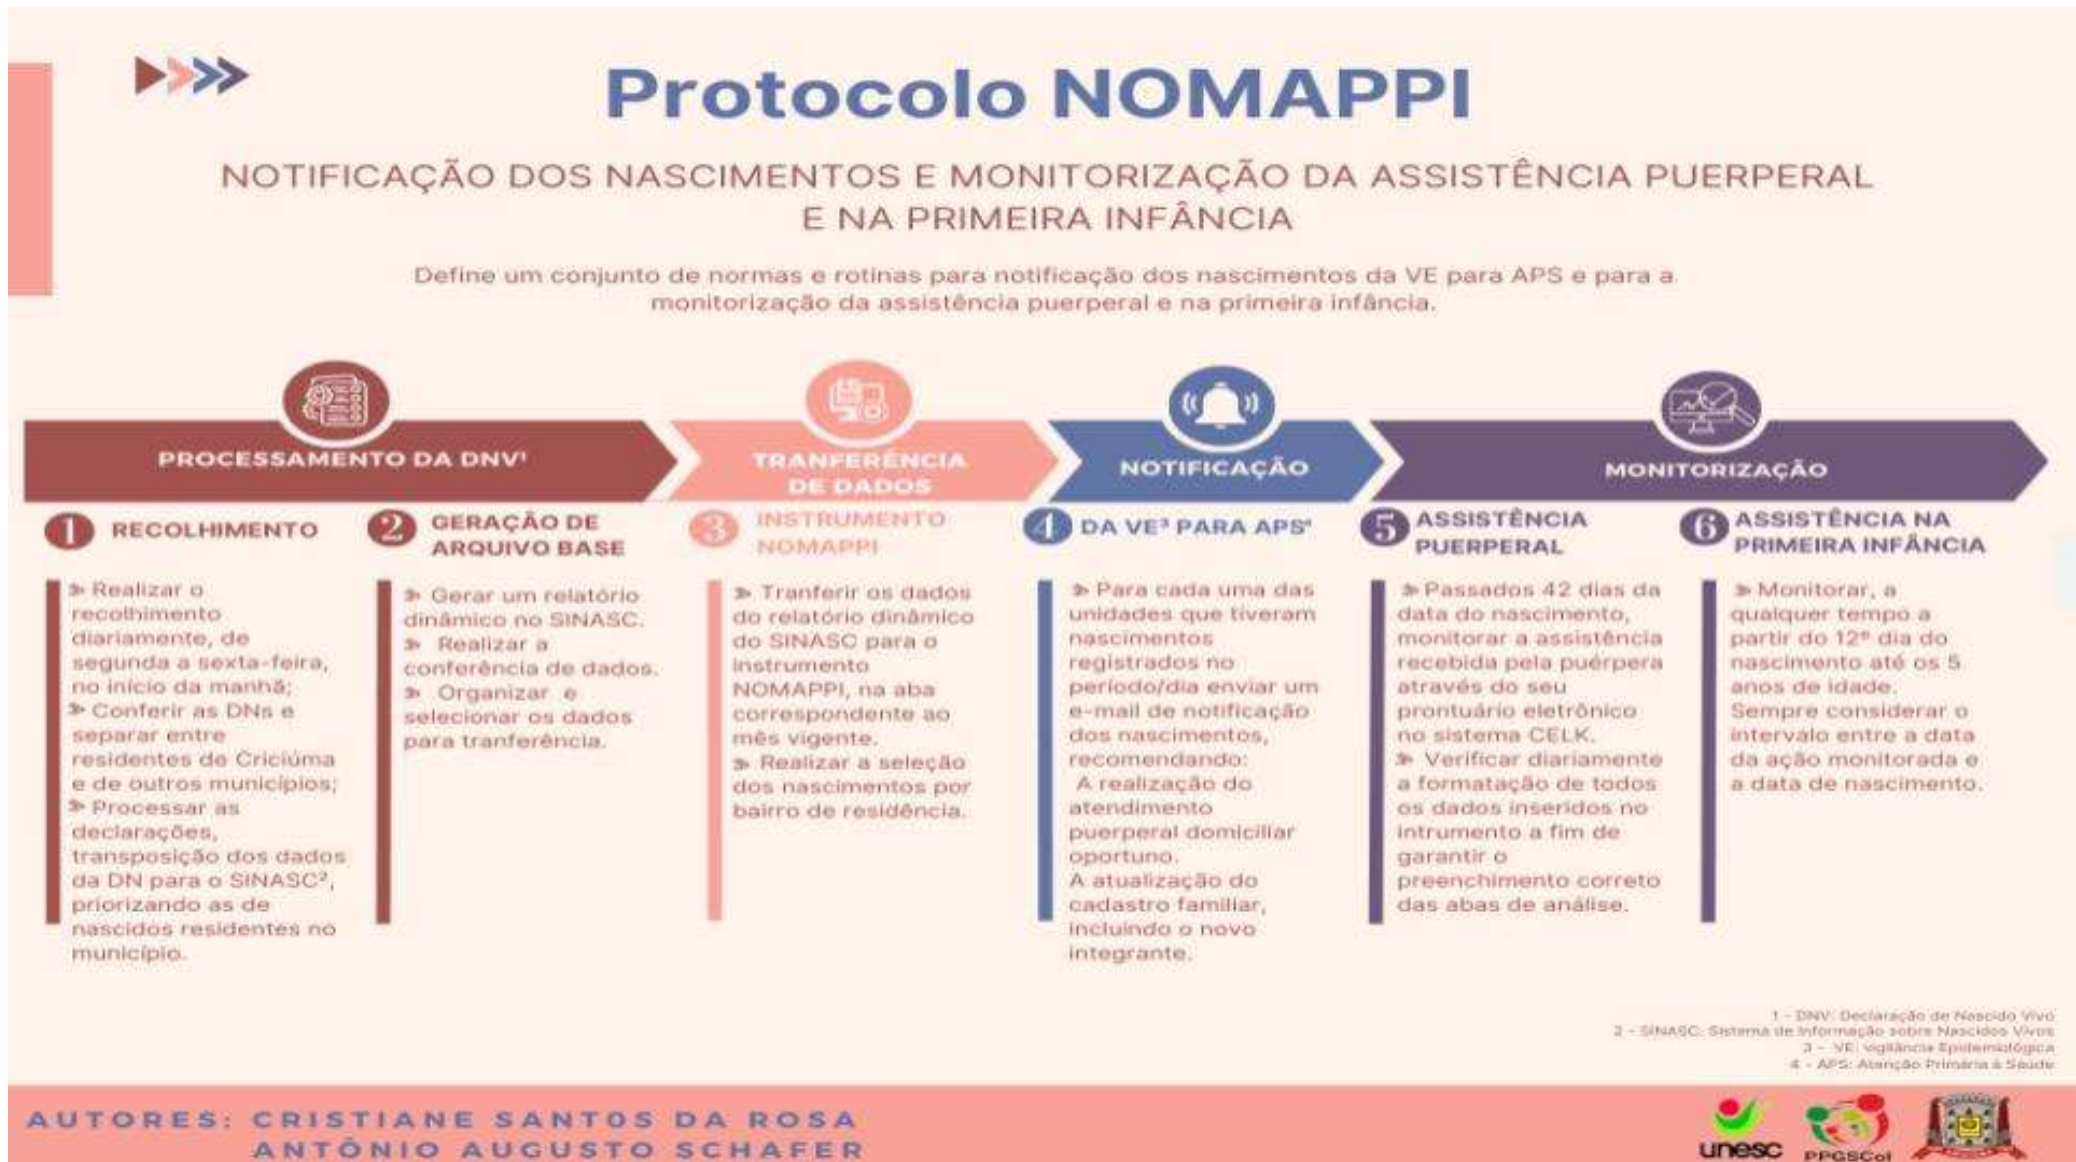 Protocolo NOMAPPI
NOTIFICAÇÃO DOS NASCIMENTOS E MONITORIZAÇÃO DA ASSISTÊNCIA PUERPERAL
E NA PRIMEIRA INFÂNCIA
Define um conjunto de normas e rotinas para notificação dos nascimentos da VE para APS e para a
monitorização da assistência puerperal e na primeira infância.
PROCESSAMENTO DA DNV¹
1 RECOLHIMENTO
➢ Realizar o
recolhimento
diariamente, de
segunda a sexta-feira,
no início da manhã;
➢ Conferir as DNs e
separar entre
residentes de Criciúma
e de outros municípios;
➢ Processar as
declarações,
transposição dos dados
da DN para o SINASC²,
priorizando as de
nascidos residentes no
município.
2 GERAÇÃO DE
ARQUIVO BASE
➢ Gerar um relatório
dinâmico no SINASC.
➢ Realizar a
conferência de dados.
➢ Organizar e
selecionar os dados
para tranferência.
TRANFERÊNCIA
DE DADOS
3 INSTRUMENTO
NOMAPPI
➢ Tranferir os dados
do relatório dinâmico
do SINASC para o
instrumento
NOMAPPI, na aba
correspondente ao
mês vigente.
➢ Realizar a seleção
dos nascimentos por
bairro de residência.
NOTIFICAÇÃO
4 DA VE³ PARA APS⁴
➢ Para cada uma das
unidades que tiveram
nascimentos
registrados no
período/dia enviar um
e-mail de notificação
dos nascimentos,
recomendando:
A realização do
atendimento
puerperal domiciliar
oportuno.
A atualização do
cadastro familiar,
incluindo o novo
integrante.
MONITORIZAÇÃO
5 ASSISTÊNCIA
PUERPERAL
➢ Passados 42 dias da
data do nascimento,
monitorar a assistência
recebida pela puérpera
através do seu
prontuário eletrônico
no sistema CELK.
➢ Verificar diariamente
a formatação de todos
os dados inseridos no
intrumento a fim de
garantir o
preenchimento correto
das abas de análise.
6 ASSISTÊNCIA NA
PRIMEIRA INFÂNCIA
➢ Monitorar, a
qualquer tempo a
partir do 12º dia do
nascimento até os 5
anos de idade.
Sempre considerar o
intervalo entre a data
da ação monitorada e
a data de nascimento.
1 - DNV: Declaração de Nascido Vivo
2 - SINASC: Sistema de Informação sobre Nascidos Vivos
3 - VE: vigilância Epidemiológica
4 - APS: Atenção Primária à Saúde
AUTORES: CRISTIANE SANTOS DA ROSA
ANTÔNIO AUGUSTO SCHAFER
unesc
PPGSCol